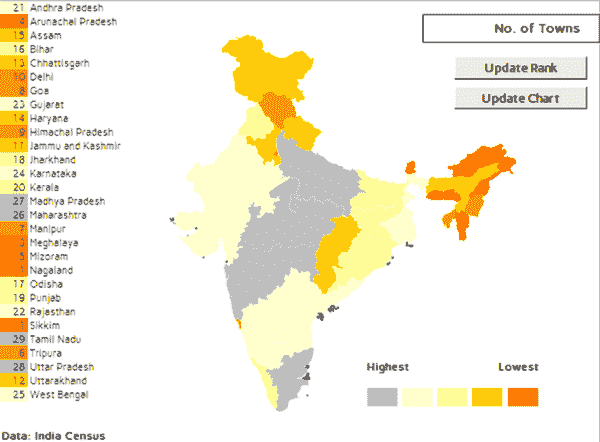 21 Andhra Pradesh
4 Arunachal Pradesh
15 Assam
16 Bihar
13 Chhattisgarh
10 Delhi
8 Goa
23 Gujarat
14 Haryana
9 Himachal Pradesh
11 Jammu and Kashmir
18 Jharkhand
24 Karnataka
20 Kerala
27 Madhya Pradesh
26 Maharashtra
7 Manipur
3 Meghalaya
5 Mizoram
1 Nagaland
17 Odisha
19 Punjab
22 Rajasthan
1 Sikkim
29 Tamil Nadu
6 Tripura
28 Uttar Pradesh
12 Uttarakhand
25 West Bengal
Data: India Census
No. of Towns
Update Rank
Update Chart
Highest Lowest